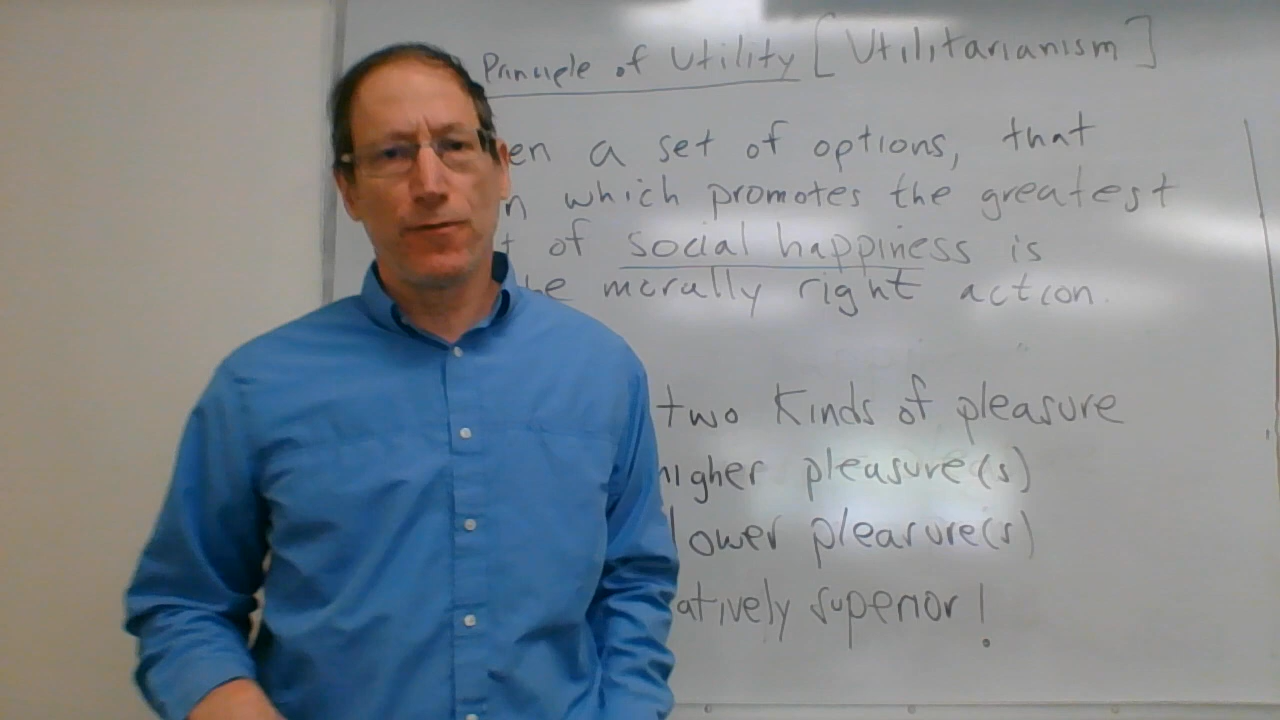 Principle of Utility [Utilitarianism]
en a set of options, that
n which promotes the greatest
t of social happiness is
he morally right action.
two kinds of pleasure
higher pleasure(s)
lower pleasure(s)
atively superior!